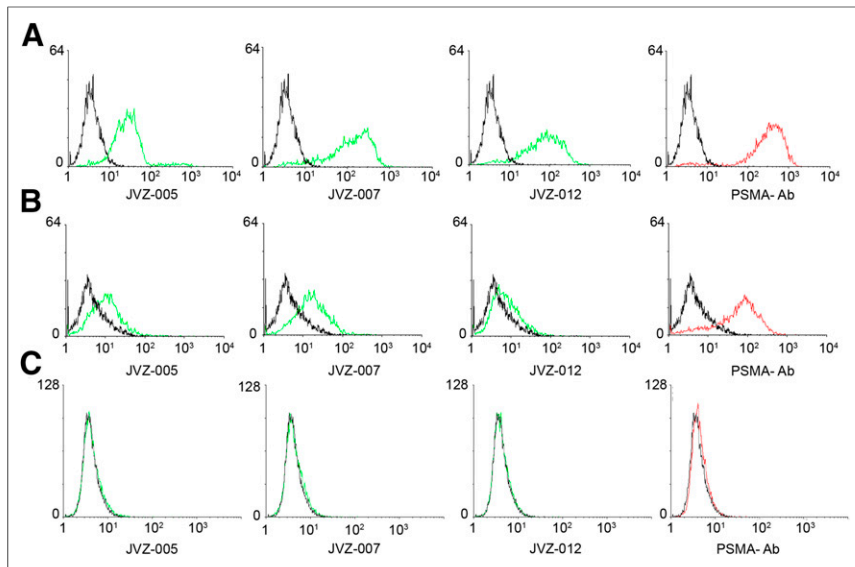 A
64 64 64 64
0 0 0 0
1 10¹ 10² 10³ 10⁴ 1 10¹ 10² 10³ 10⁴ 1 10¹ 10² 10³ 10⁴ 1 10¹ 10² 10³ 10⁴
JVZ-005 JVZ-007 JVZ-012 PSMA- Ab
B
64 64 64 64
0 0 0 0
1 10¹ 10² 10³ 10⁴ 1 10¹ 10² 10³ 10⁴ 1 10¹ 10² 10³ 10⁴ 1 10¹ 10² 10³ 10⁴
JVZ-005 JVZ-007 JVZ-012 PSMA- Ab
C
128 128 128 128
0 0 0 0
1 10¹ 10² 10³ 1 10¹ 10² 10³ 1 10¹ 10² 10³ 1 10¹ 10² 10³
JVZ-005 JVZ-007 JVZ-012 PSMA- Ab